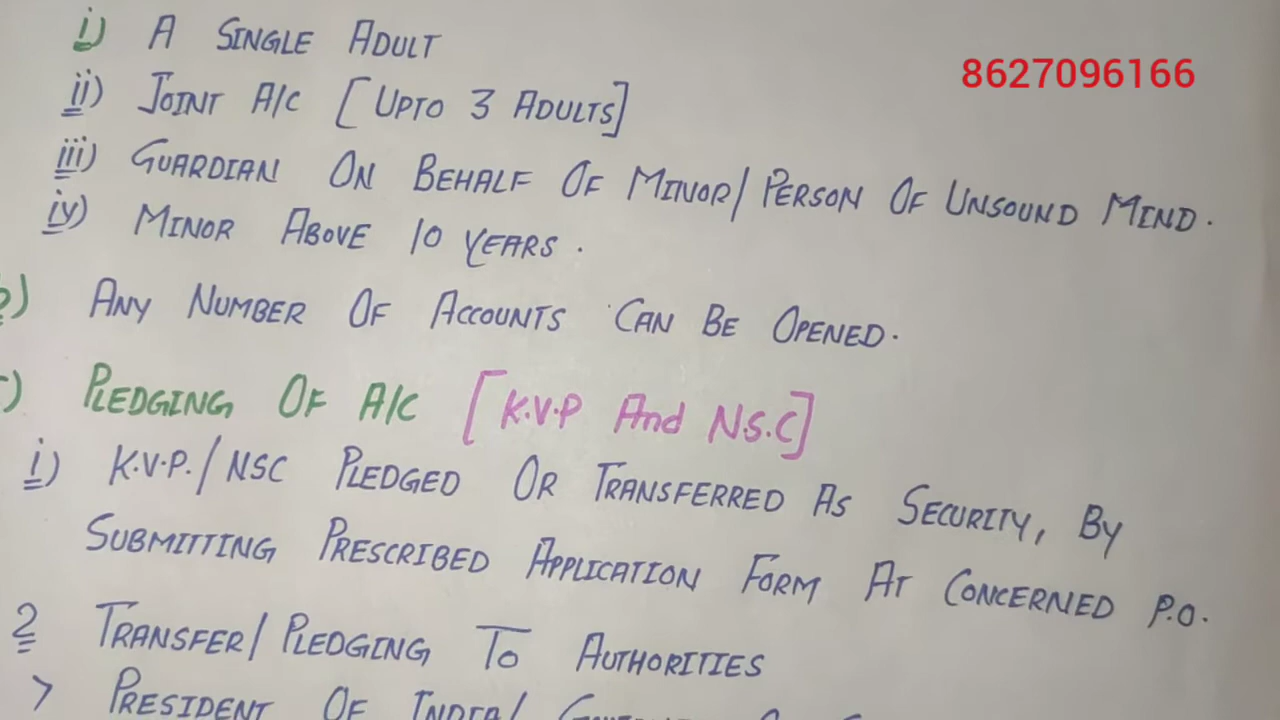 i) A SINGLE ADULT
8627096166
ii) JOINT A/C [UPTO 3 ADULTS]
iii) GUARDIAN ON BEHALF OF MINOR/PERSON OF UNSOUND MIND.
iv) MINOR ABOVE 10 YEARS.
ANY NUMBER OF ACCOUNTS CAN BE OPENED.
PLEDGING OF A/C [K.V.P And N.S.C]
i) K.V.P./NSC PLEDGED OR TRANSFERRED AS SECURITY, BY
SUBMITTING PRESCRIBED APPLICATION FORM AT CONCERNED P.O.
2 TRANSFER/PLEDGING TO AUTHORITIES
> PRESIDENT OF INDIA/